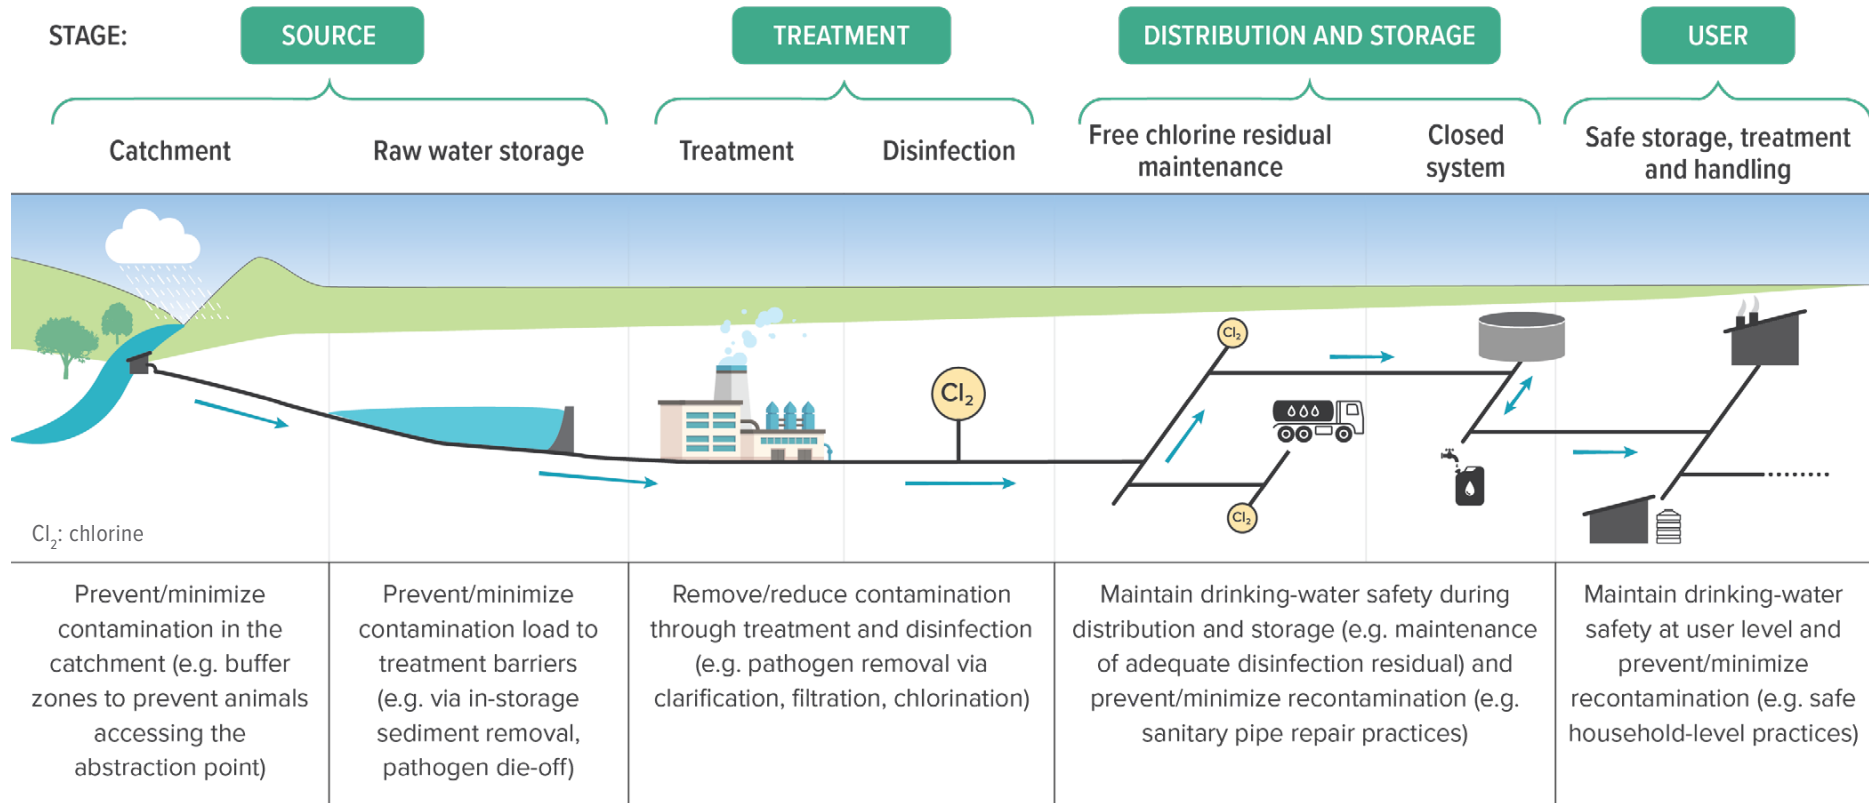 STAGE:
SOURCE
TREATMENT
DISTRIBUTION AND STORAGE
USER
Catchment
Raw water storage
Treatment
Disinfection
Free chlorine residual
maintenance
Closed
system
Safe storage, treatment
and handling
Cl₂
Cl₂
Cl₂
Cl₂: chlorine
Prevent/minimize
contamination in the
catchment (e.g. buffer
zones to prevent animals
accessing the
abstraction point)
Prevent/minimize
contamination load to
treatment barriers
(e.g. via in-storage
sediment removal,
pathogen die-off)
Remove/reduce contamination
through treatment and disinfection
(e.g. pathogen removal via
clarification, filtration, chlorination)
Maintain drinking-water safety during
distribution and storage (e.g. maintenance
of adequate disinfection residual) and
prevent/minimize recontamination (e.g.
sanitary pipe repair practices)
Maintain drinking-water
safety at user level and
prevent/minimize
recontamination (e.g. safe
household-level practices)